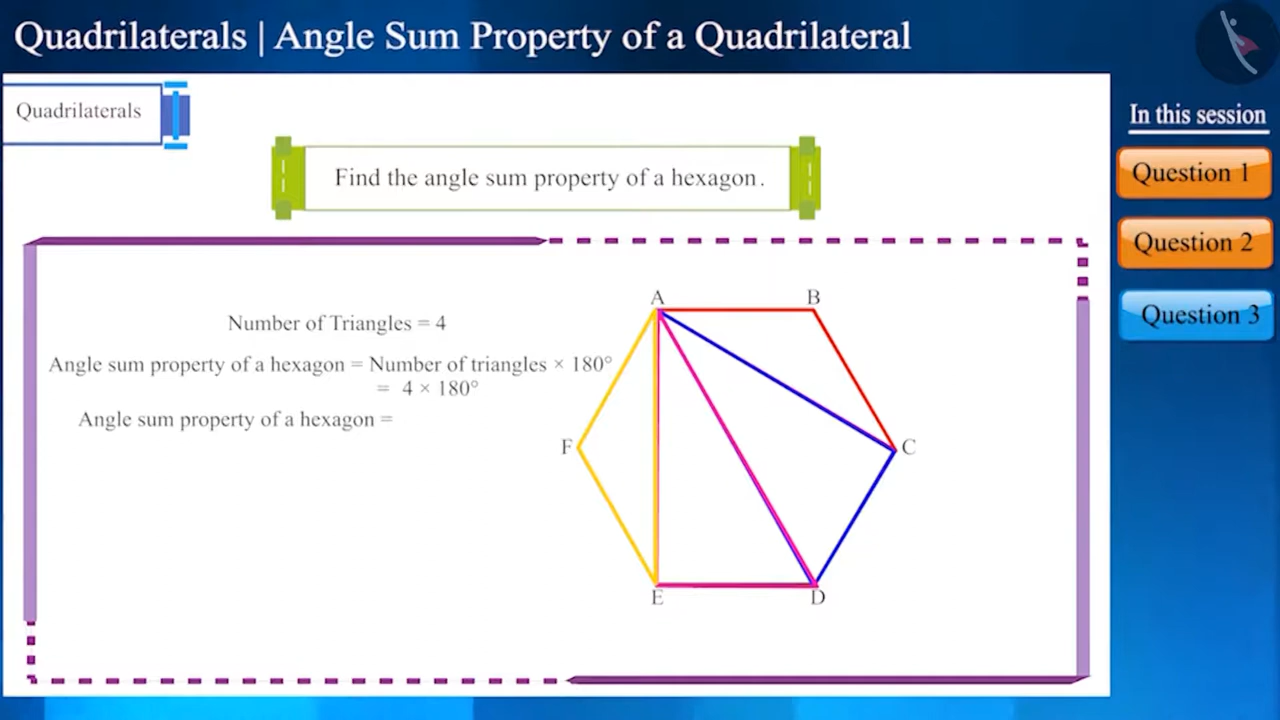 Quadrilaterals | Angle Sum Property of a Quadrilateral
Quadrilaterals
In this session
Question 1
Question 2
Question 3
Find the angle sum property of a hexagon.
Number of Triangles = 4
Angle sum property of a hexagon = Number of triangles × 180°
= 4 × 180°
Angle sum property of a hexagon =
A
B
F
C
E
D